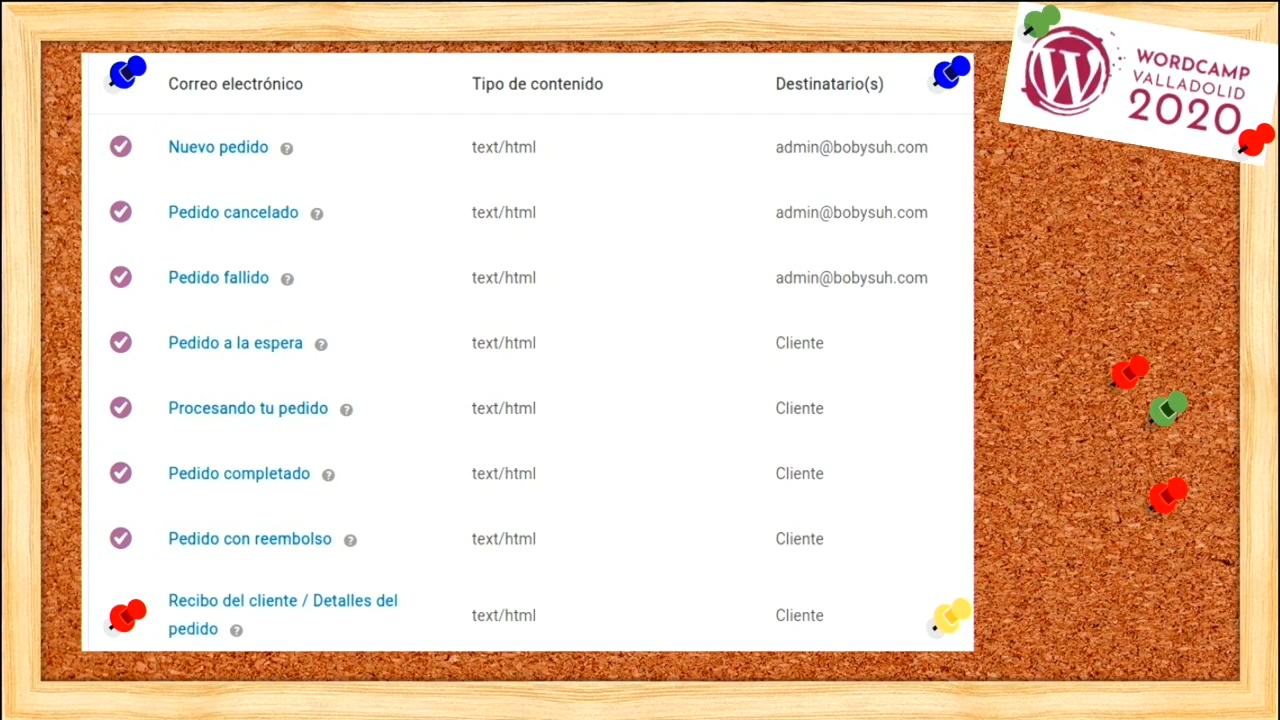 Correo electrónico Tipo de contenido Destinatario(s)
Nuevo pedido text/html admin@bobysuh.com
Pedido cancelado text/html admin@bobysuh.com
Pedido fallido text/html admin@bobysuh.com
Pedido a la espera text/html Cliente
Procesando tu pedido text/html Cliente
Pedido completado text/html Cliente
Pedido con reembolso text/html Cliente
Recibo del cliente / Detalles del
pedido text/html Cliente
WORDCAMP
VALLADOLID
2020